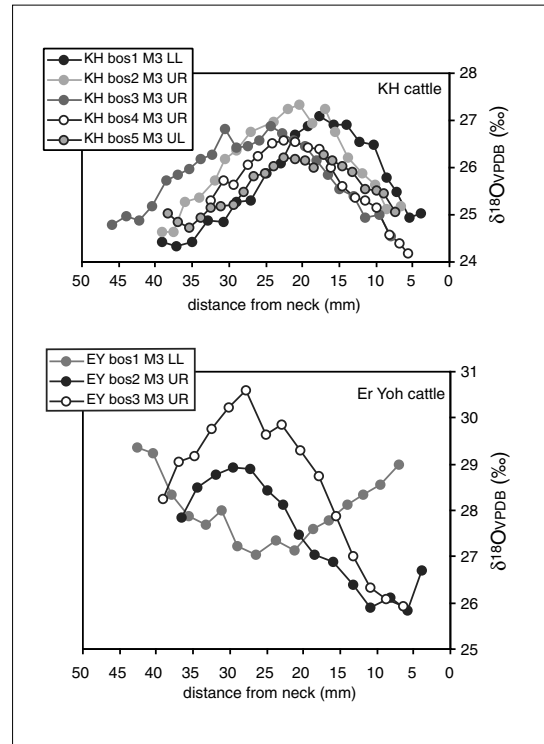 KH bos1 M3 LL
KH bos2 M3 UR
KH bos3 M3 UR
KH bos4 M3 UR
KH bos5 M3 UL
KH cattle
28
27
26
25
24
δ18OVPDB (‰)
50 45 40 35 30 25 20 15 10 5 0
distance from neck (mm)
EY bos1 M3 LL
EY bos2 M3 UR
EY bos3 M3 UR
Er Yoh cattle
31
30
29
28
27
26
25
δ18OVPDB (‰)
50 45 40 35 30 25 20 15 10 5 0
distance from neck (mm)